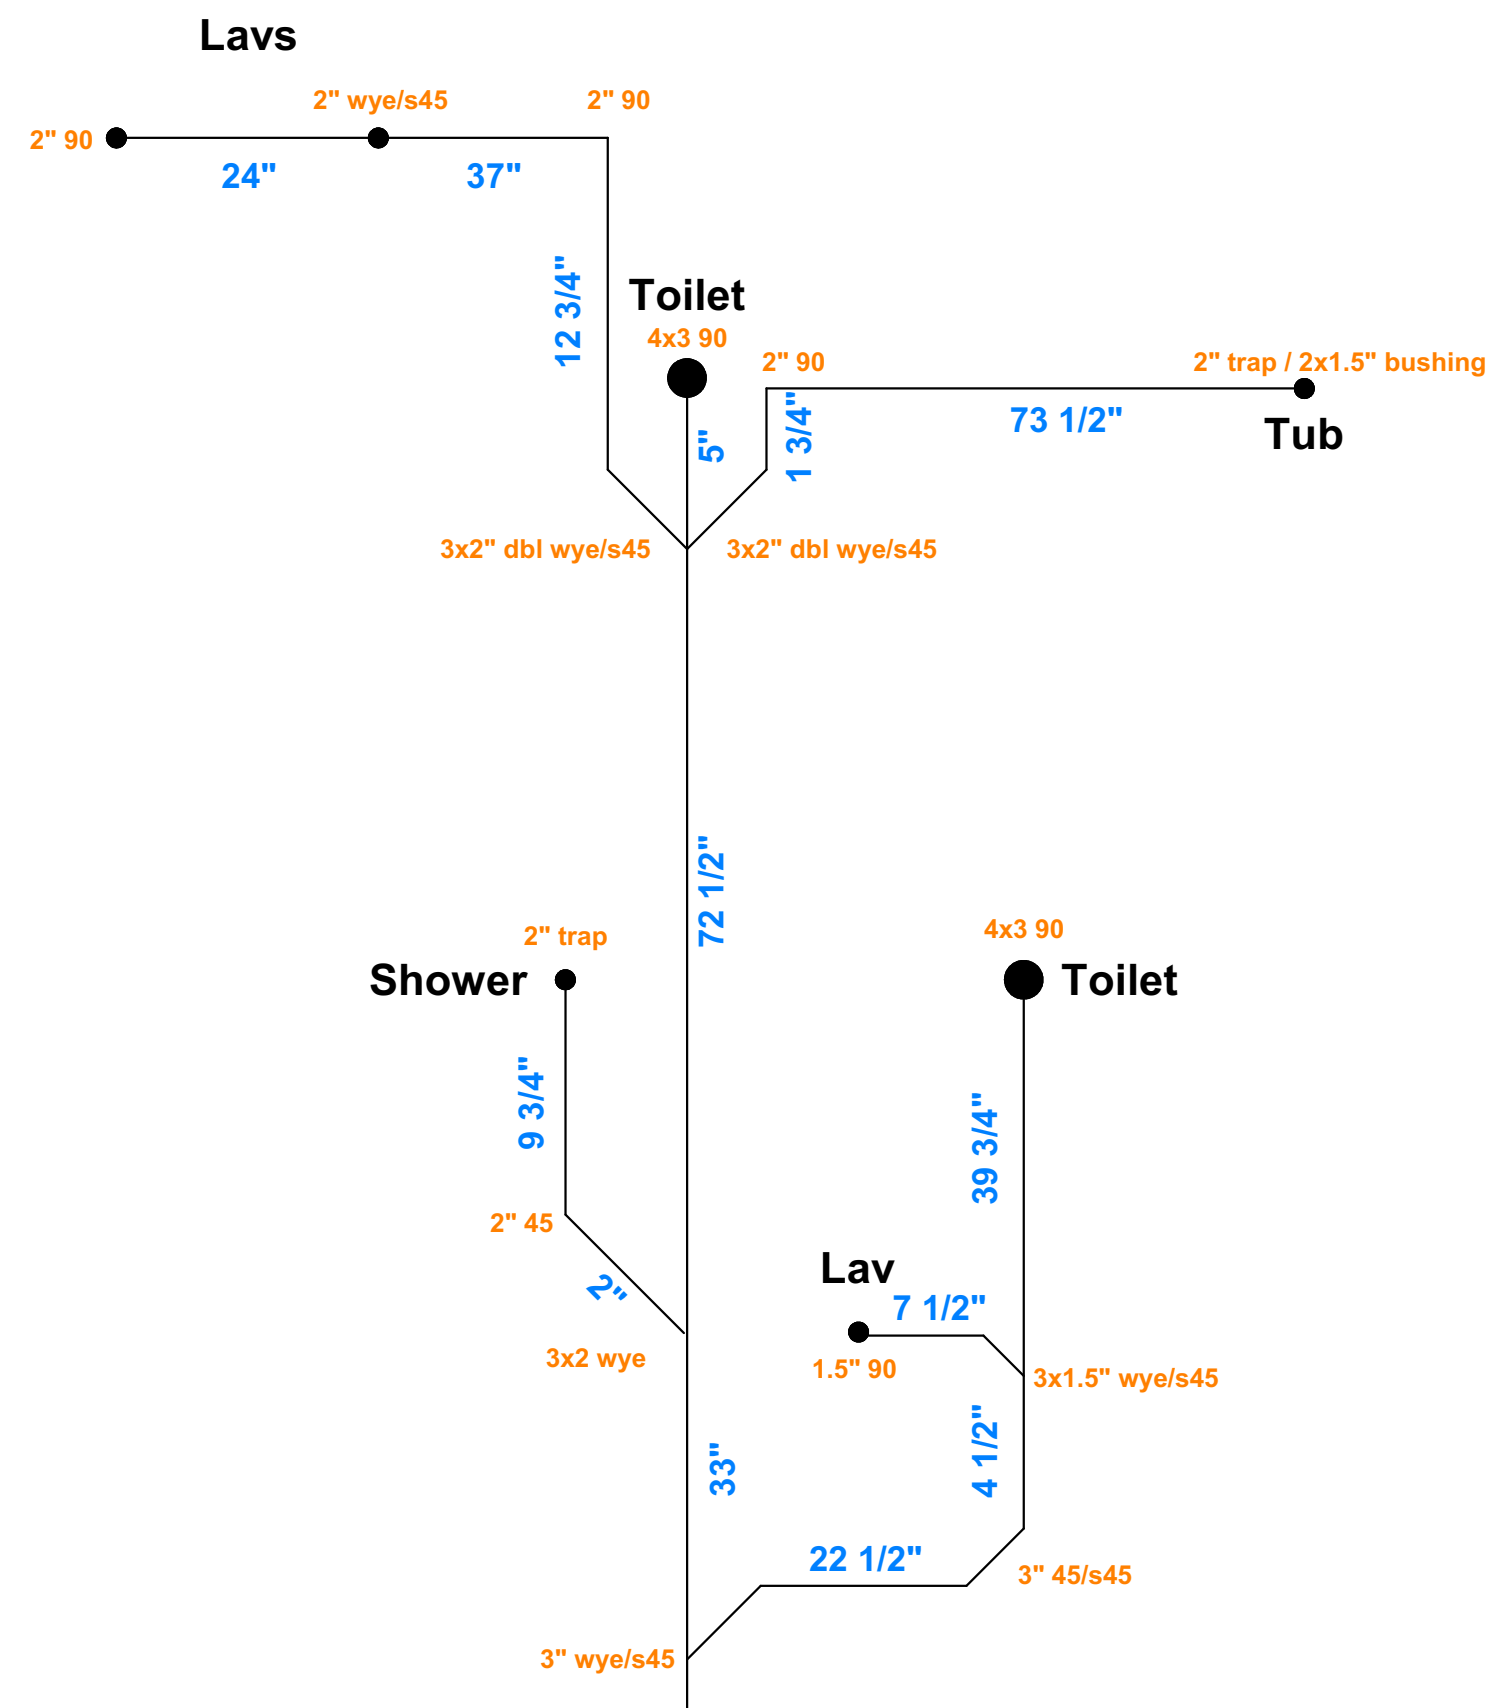 Lavs
2" wye/s45
2" 90
2" 90
24"
37"
12 3/4"
Toilet
4x3 90
2" 90
2" trap / 2x1.5" bushing
5"
1 3/4"
73 1/2"
Tub
3x2" dbl wye/s45
3x2" dbl wye/s45
72 1/2"
2" trap
4x3 90
Shower
Toilet
9 3/4"
39 3/4"
2" 45
Lav
2"
7 1/2"
3x2 wye
1.5" 90
3x1.5" wye/s45
33"
4 1/2"
22 1/2"
3" 45/s45
3" wye/s45